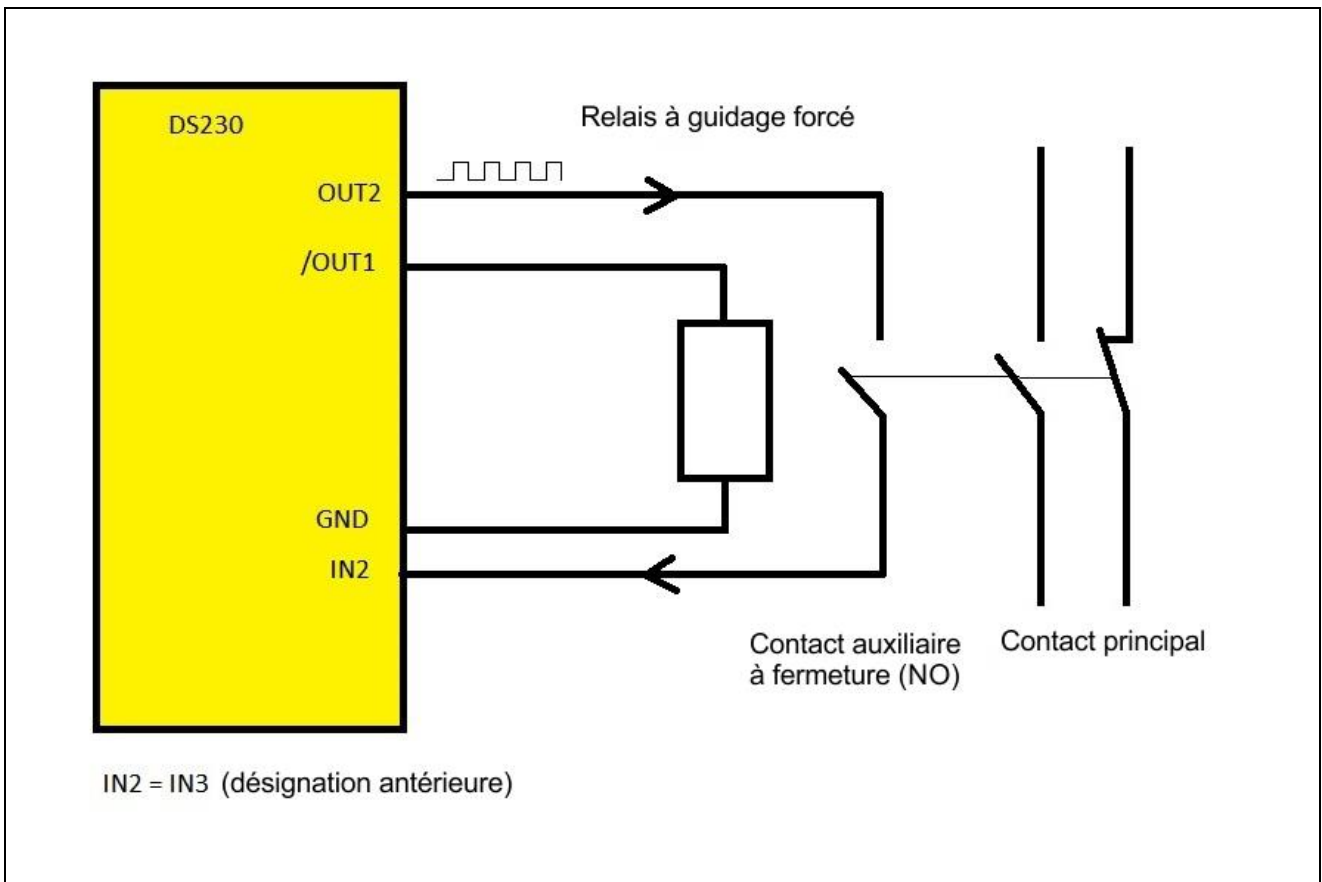 DS230
Relais à guidage forcé
OUT2
/OUT1
GND
IN2
Contact auxiliaire
à fermeture (NO)
Contact principal
IN2 = IN3 (désignation antérieure)